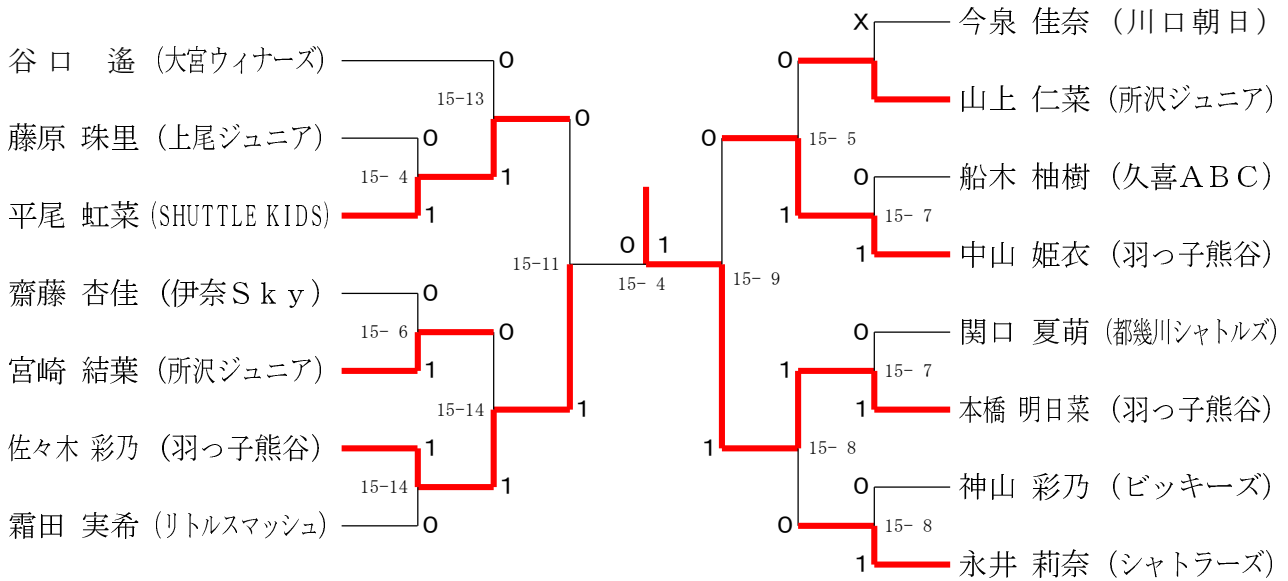 谷口 遙 (大宮ウィナーズ)
0
15-13
藤原 珠里 (上尾ジュニア)
0
15- 4
1
平尾 虹菜 (SHUTTLE KIDS)
1
0
齋藤 杏佳 (伊奈Sky)
0
15- 6
0
宮崎 結葉 (所沢ジュニア)
1
15-14
佐々木 彩乃 (羽っ子熊谷)
1
15-14
1
霜田 実希 (リトルスマッシュ)
0
15-11
1
0 1
15- 4
X
今泉 佳奈 (川口朝日)
0
山上 仁菜 (所沢ジュニア)
0
15- 5
0
船木 柚樹 (久喜ABC)
1
15- 7
1
中山 姫衣 (羽っ子熊谷)
15- 9
0
関口 夏萌 (都幾川シャトルズ)
1
15- 7
1
本橋 明日菜 (羽っ子熊谷)
1
15- 8
0
神山 彩乃 (ビッキーズ)
0
15- 8
1
永井 莉奈 (シャトラーズ)